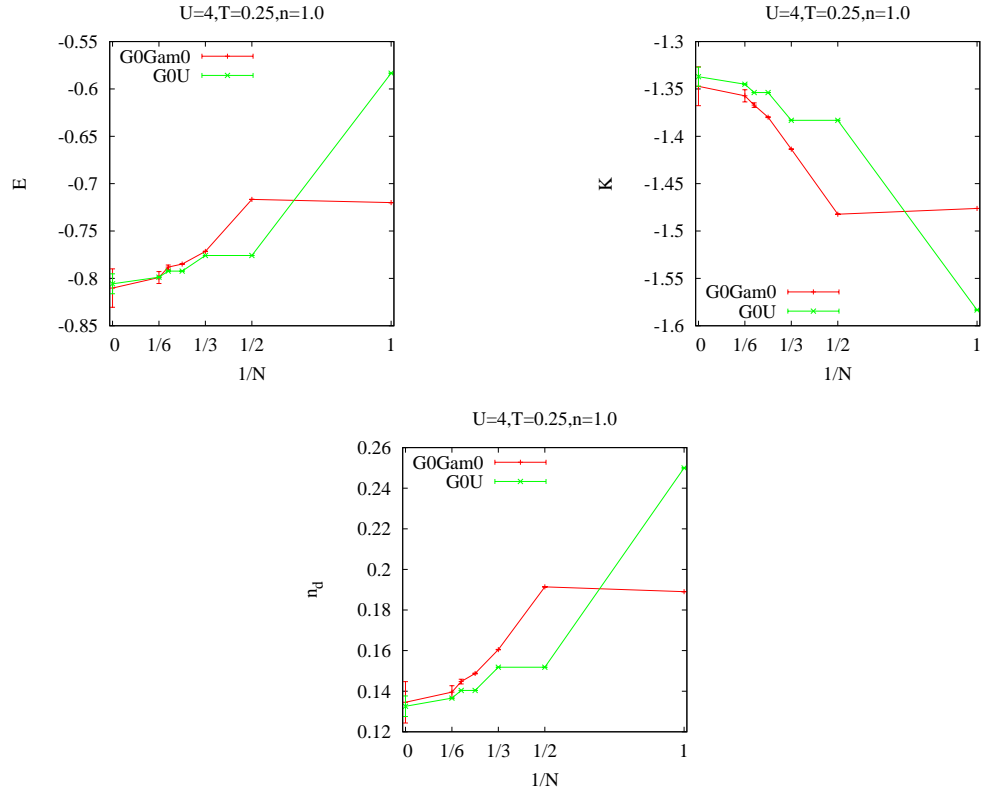 U=4,T=0.25,n=1.0
-0.55
G0Gam0
G0U
-0.6
-0.65
-0.7
-0.75
-0.8
-0.85
E
0 1/6 1/3 1/2 1
1/N
U=4,T=0.25,n=1.0
-1.3
-1.35
-1.4
-1.45
-1.5
-1.55
-1.6
K
G0Gam0
G0U
0 1/6 1/3 1/2 1
1/N
U=4,T=0.25,n=1.0
0.26
G0Gam0
G0U
0.24
0.22
0.2
0.18
0.16
0.14
0.12
n_d
0 1/6 1/3 1/2 1
1/N